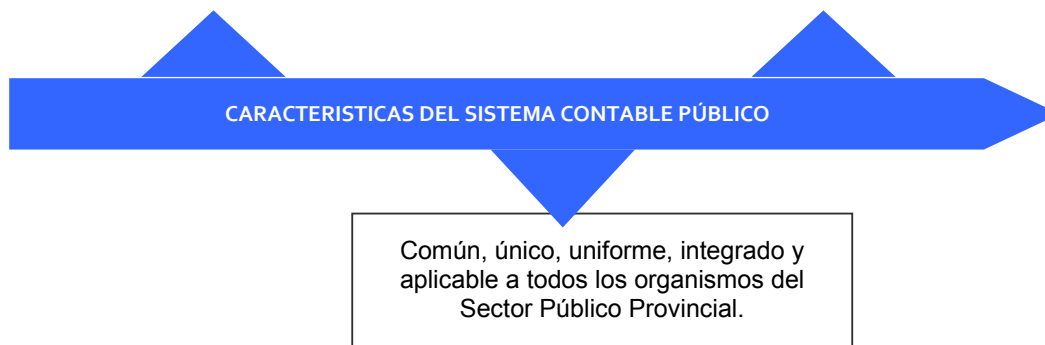 CARACTERISTICAS DEL SISTEMA CONTABLE PÚBLICO
Común, único, uniforme, integrado y
aplicable a todos los organismos del
Sector Público Provincial.